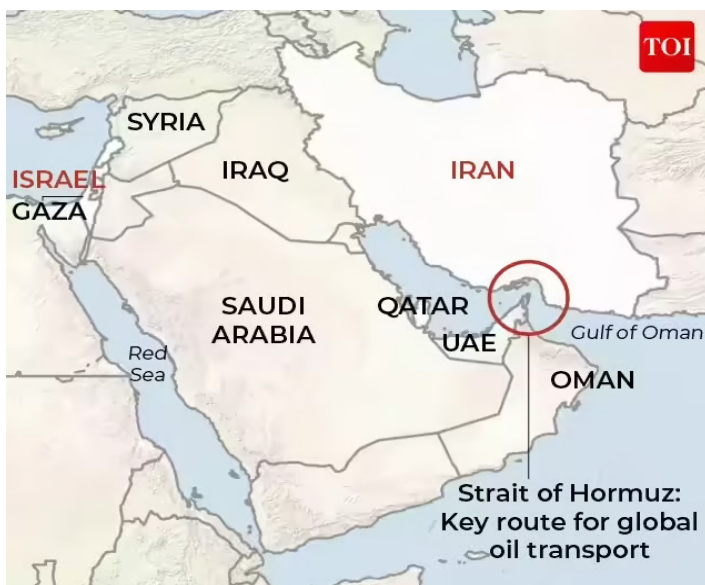 TOI
SYRIA
ISRAEL
IRAQ
IRAN
GAZA
SAUDI
ARABIA
QATAR
UAE
Gulf of Oman
Red
Sea
OMAN
Strait of Hormuz:
Key route for global
oil transport